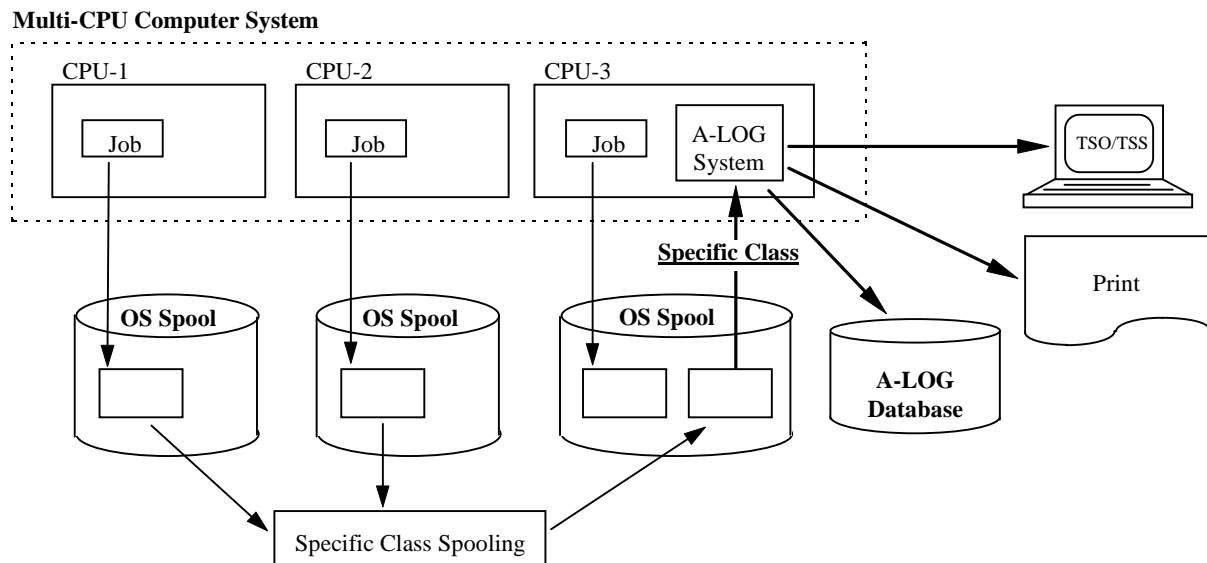 Multi-CPU Computer System
CPU-1
CPU-2
CPU-3
Job
Job
Job
A-LOG
System
TSO/TSS
Specific Class
Print
OS Spool
OS Spool
OS Spool
A-LOG
Database
Specific Class Spooling